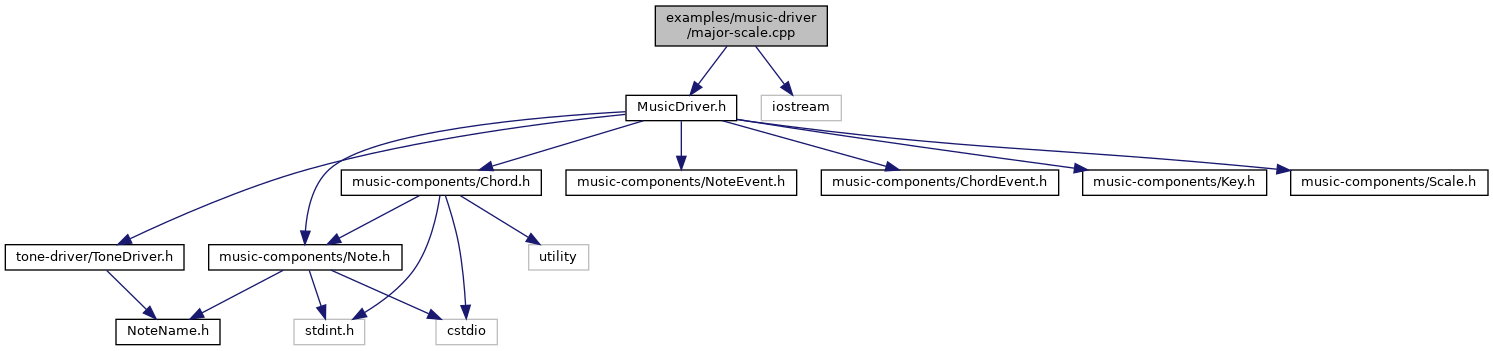 examples/music-driver
/major-scale.cpp
MusicDriver.h
iostream
music-components/Chord.h
music-components/NoteEvent.h
music-components/ChordEvent.h
music-components/Key.h
music-components/Scale.h
tone-driver/ToneDriver.h
music-components/Note.h
utility
NoteName.h
stdint.h
cstdio